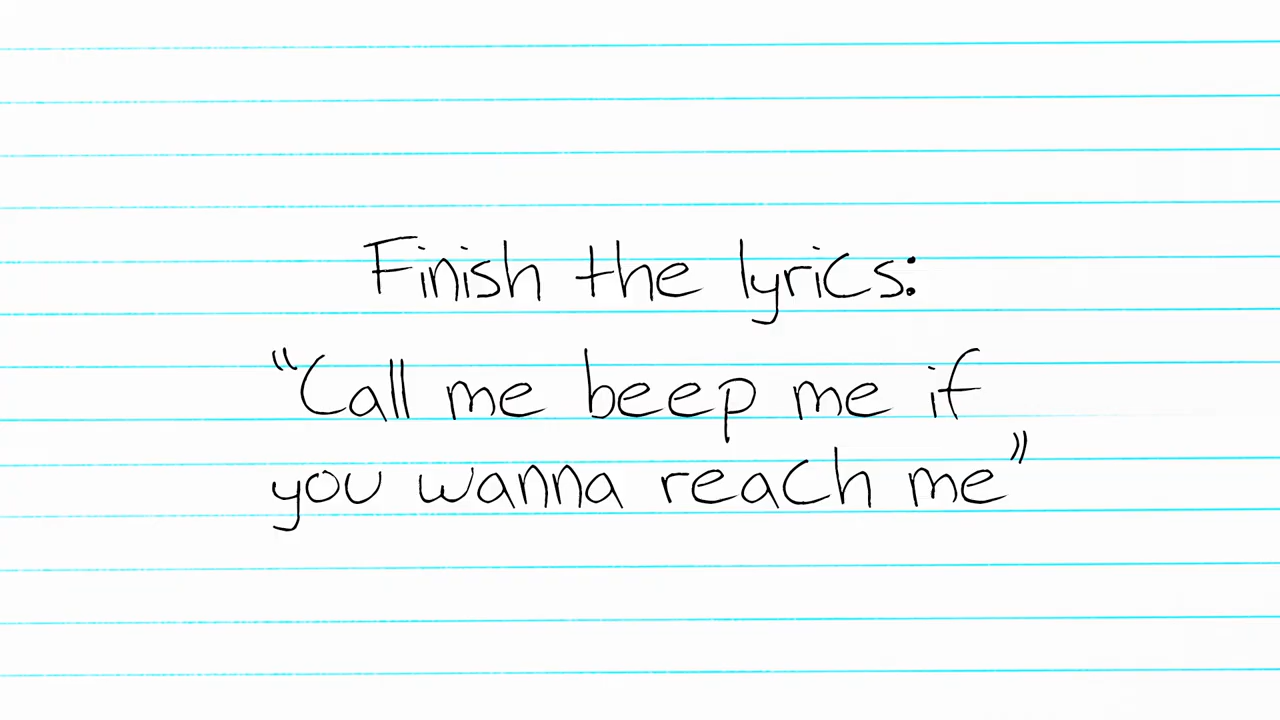 Finish the lyrics:
“Call me beep me if
you wanna reach me”